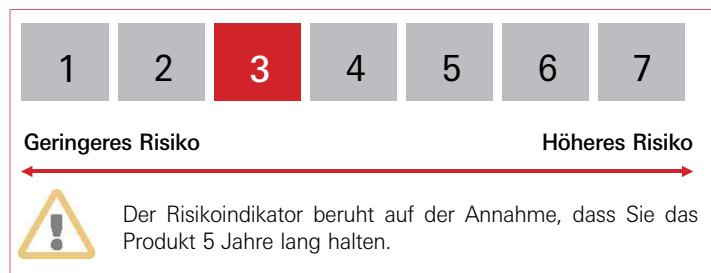 1 2 3 4 5 6 7
Geringeres Risiko Höheres Risiko
Der Risikoindikator beruht auf der Annahme, dass Sie das
Produkt 5 Jahre lang halten.